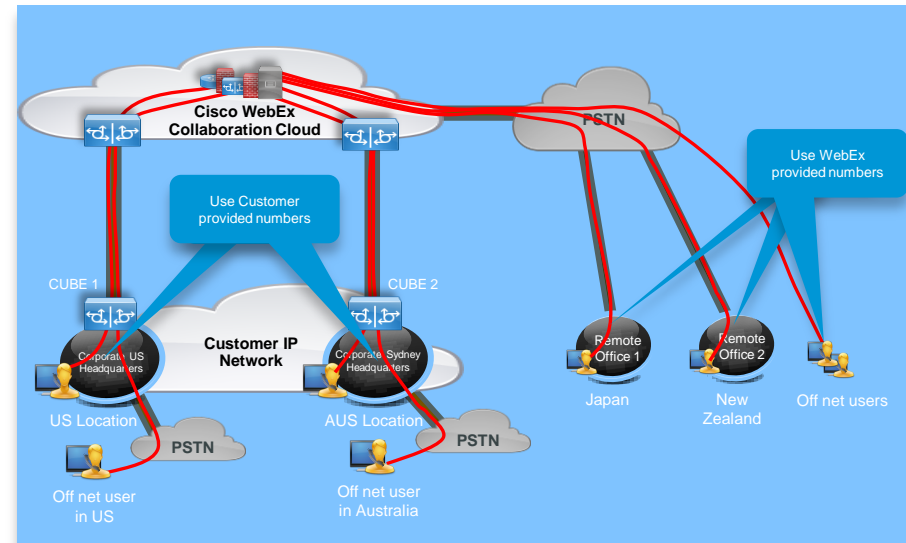 Cisco WebEx
Collaboration Cloud
PSTN
Use WebEx
provided numbers
Use Customer
provided numbers
CUBE 1
CUBE 2
Customer IP
Network
Corporate US
Headquarters
Corporate Sydney
Headquarters
Remote
Office 1
Remote
Office 2
US Location
AUS Location
Japan
New
Zealand
Off net users
PSTN
PSTN
Off net user
in US
Off net user
in Australia